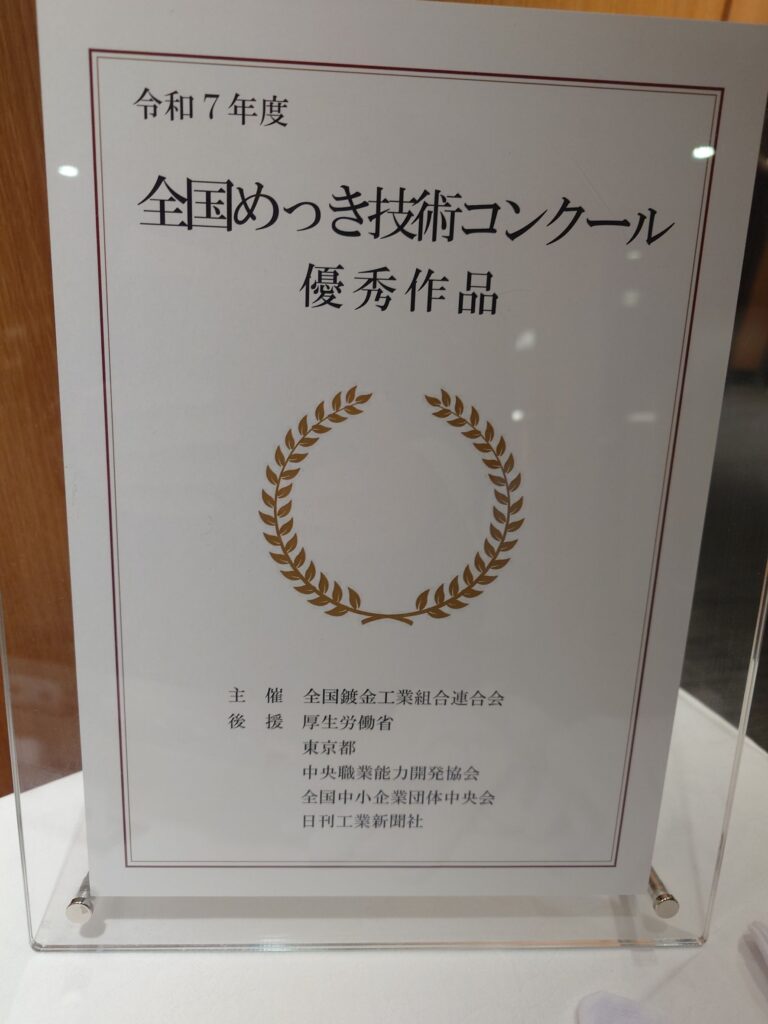 令和7年度
全国めっき技術コンクール
優秀作品
主 催 全国鍍金工業組合連合会
後 援 厚生労働省
東京都
中央職業能力開発協会
全国中小企業団体中央会
日刊工業新聞社